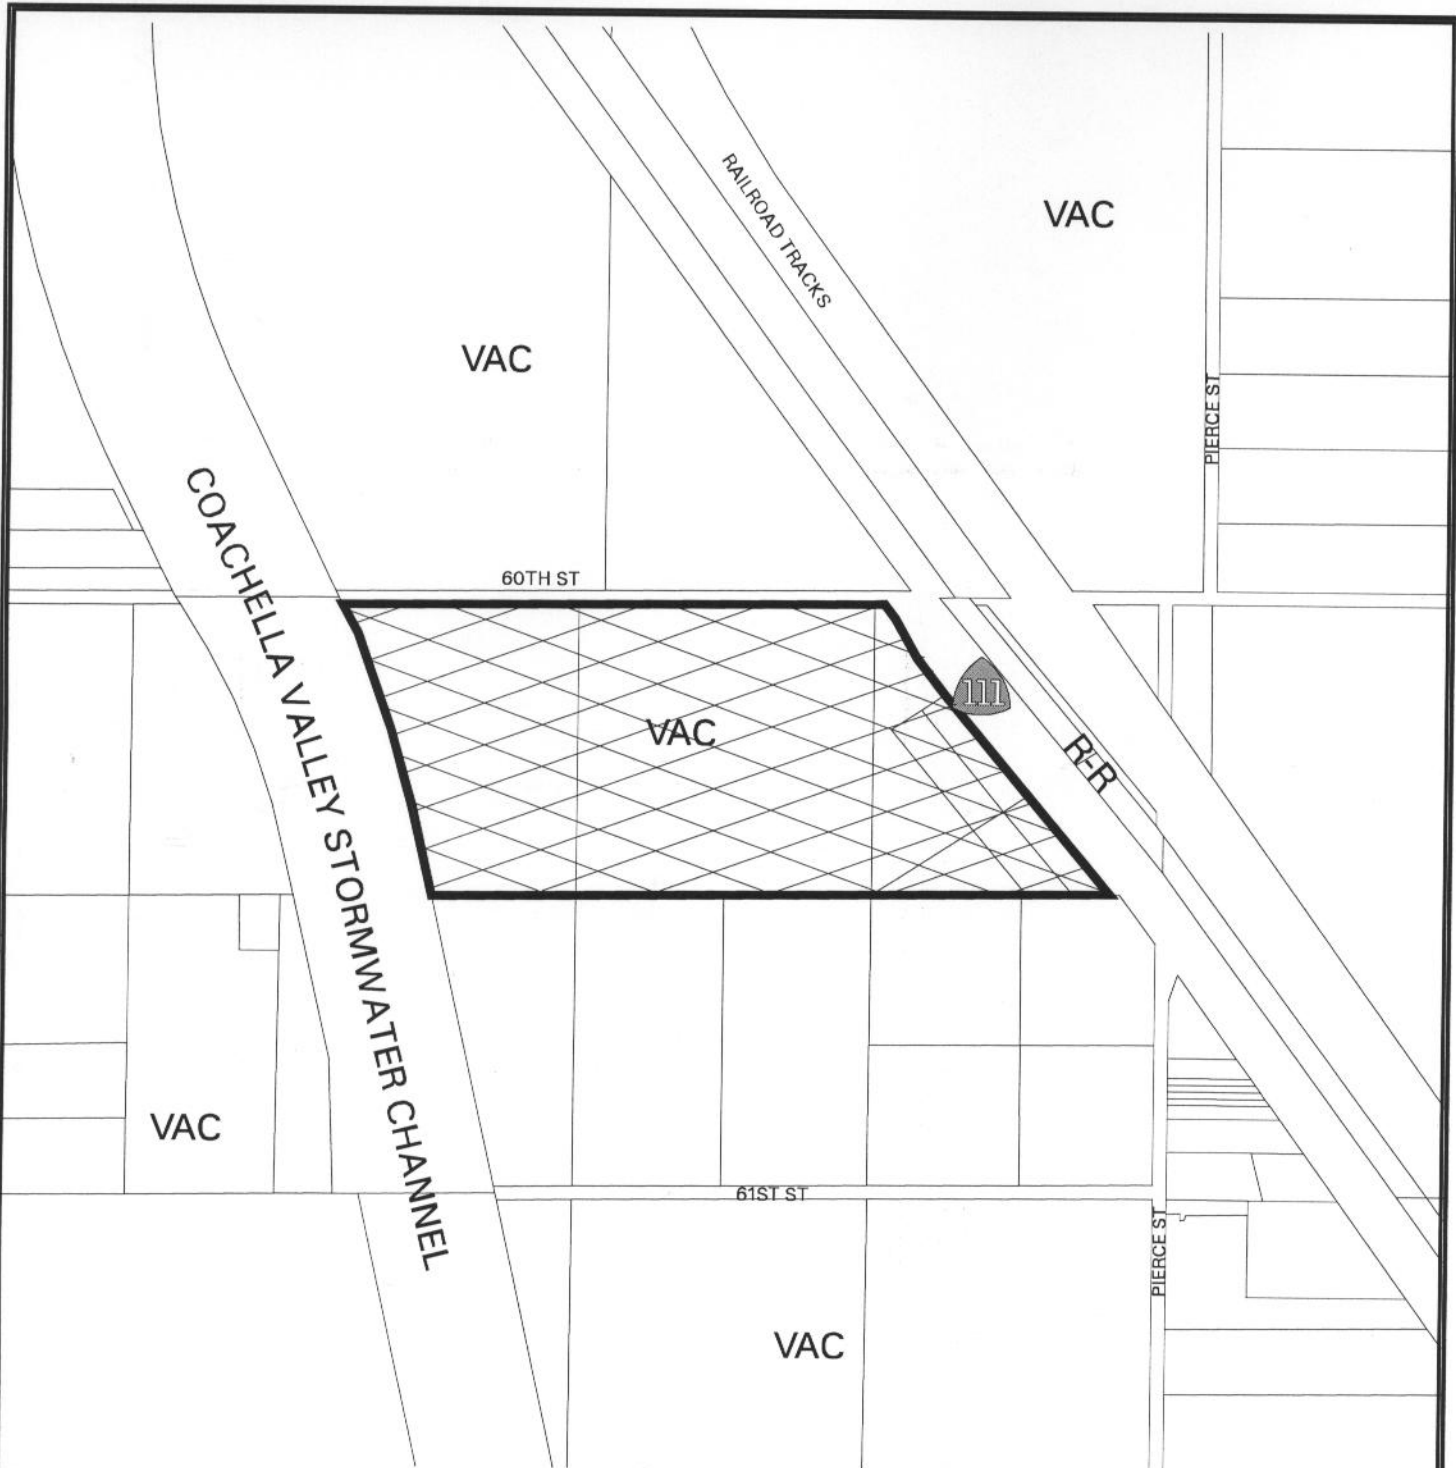 RAILROAD TRACKS
VAC
VAC
PIERCE ST
COACHELLA VALLEY STORMWATER CHANNEL
60TH ST
111
VAC
R-R
VAC
61ST ST
PIERCE ST
VAC